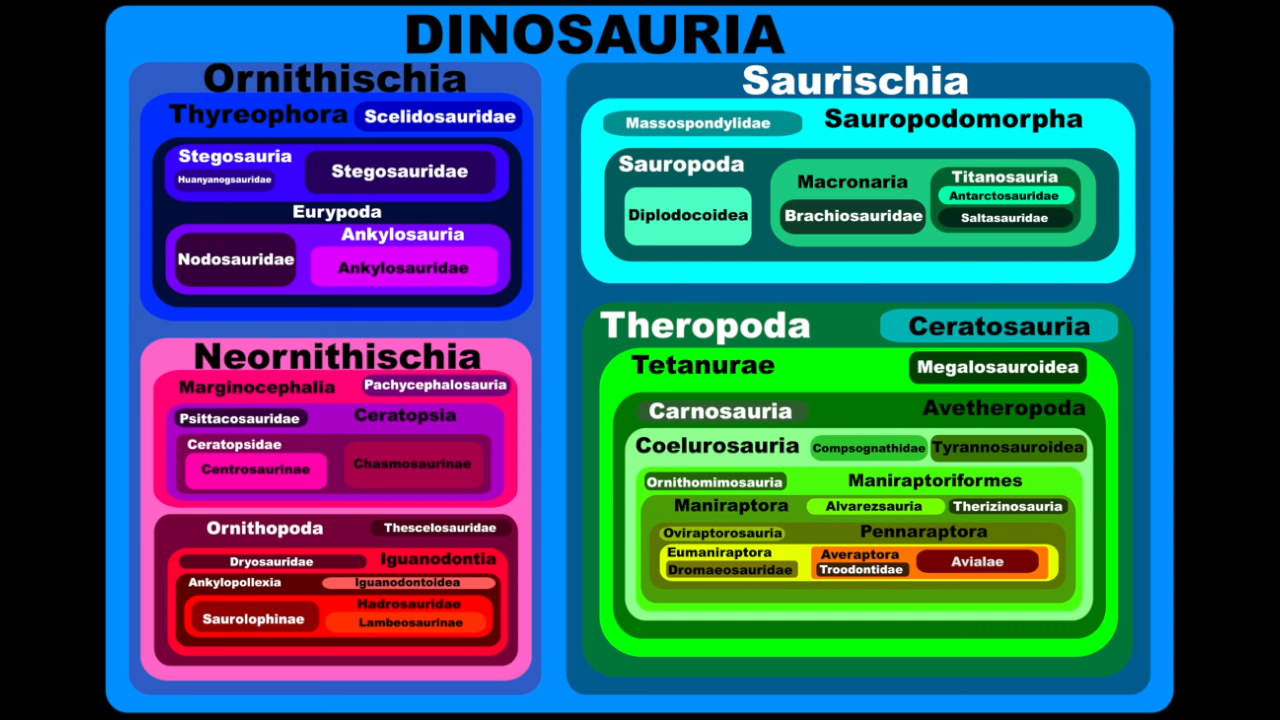 DINOSAURIA
Ornithischia
Thyreophora
Scelidosauridae
Stegosauria
Huanyanogsauridae
Stegosauridae
Eurypoda
Ankylosauria
Nodosauridae
Ankylosauridae
Neornithischia
Marginocephalia
Pachycephalosauria
Psittacosauridae
Ceratopsia
Ceratopsidae
Centrosaurinae
Chasmosaurinae
Ornithopoda
Thescelosauridae
Dryosauridae
Iguanodontia
Ankylopollexia
Iguanodontoidea
Hadrosauridae
Saurolophinae
Lambeosaurinae
Saurischia
Massospondylidae
Sauropodomorpha
Sauropoda
Diplodocoidea
Macronaria
Brachiosauridae
Titanosauria
Antarctosauridae
Saltasauridae
Theropoda
Ceratosauria
Tetanurae
Megalosauroidea
Carnosauria
Avetheropoda
Coelurosauria
Compsognathidae
Tyrannosauroidea
Ornithomimosauria
Maniraptoriformes
Maniraptora
Alvarezsauria
Therizinosauria
Oviraptorosauria
Pennaraptora
Eumaniraptora
Dromaeosauridae
Averaptora
Troodontidae
Avialae